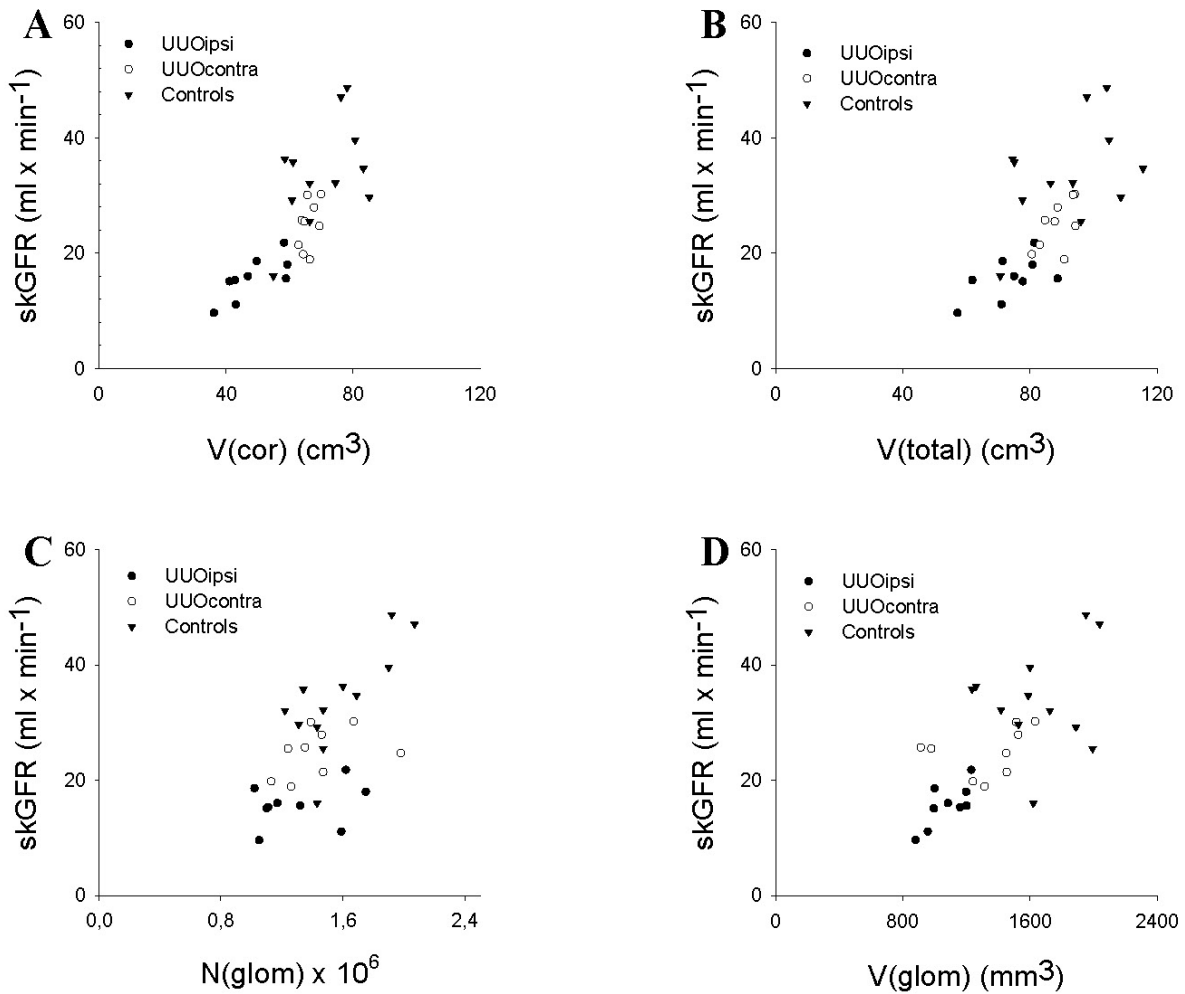 A
60
UUOipsi
UUOcontra
Controls
40
20
0
skGFR (ml x min-1)
0 40 80 120
V(cor) (cm3)
B
60
UUOipsi
UUOcontra
Controls
40
20
0
skGFR (ml x min-1)
0 40 80 120
V(total) (cm3)
C
60
UUOipsi
UUOcontra
Controls
40
20
0
skGFR (ml x min-1)
0,0 0,8 1,6 2,4
N(glom) x 10⁶
D
60
UUOipsi
UUOcontra
Controls
40
20
0
skGFR (ml x min-1)
0 800 1600 2400
V(glom) (mm3)